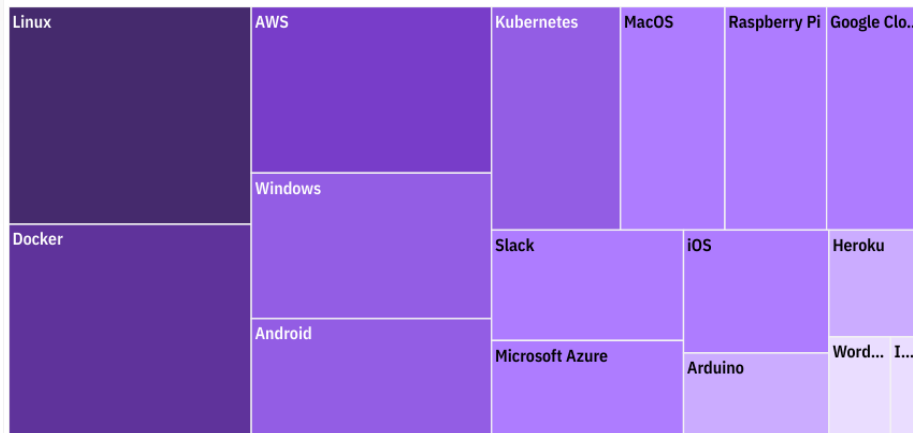 Linux
AWS
Kubernetes
MacOS
Raspberry Pi
Google Clo..
Windows
Docker
Slack
iOS
Heroku
Android
Microsoft Azure
Word...
I...
Arduino